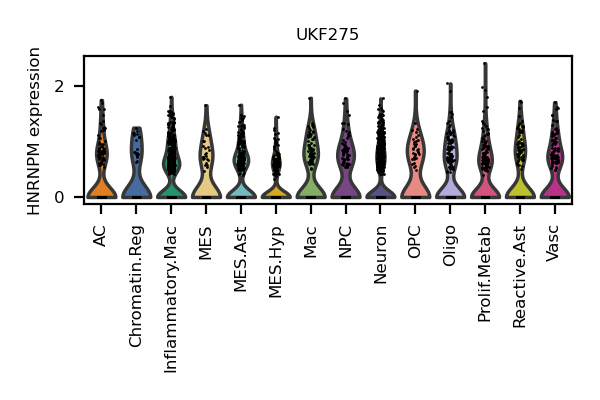 UKF275
HNRNPM expression
2
0
AC
Chromatin.Reg
Inflammatory.Mac
MES
MES.Ast
MES.Hyp
Mac
NPC
Neuron
OPC
Oligo
Prolif.Metab
Reactive.Ast
Vasc